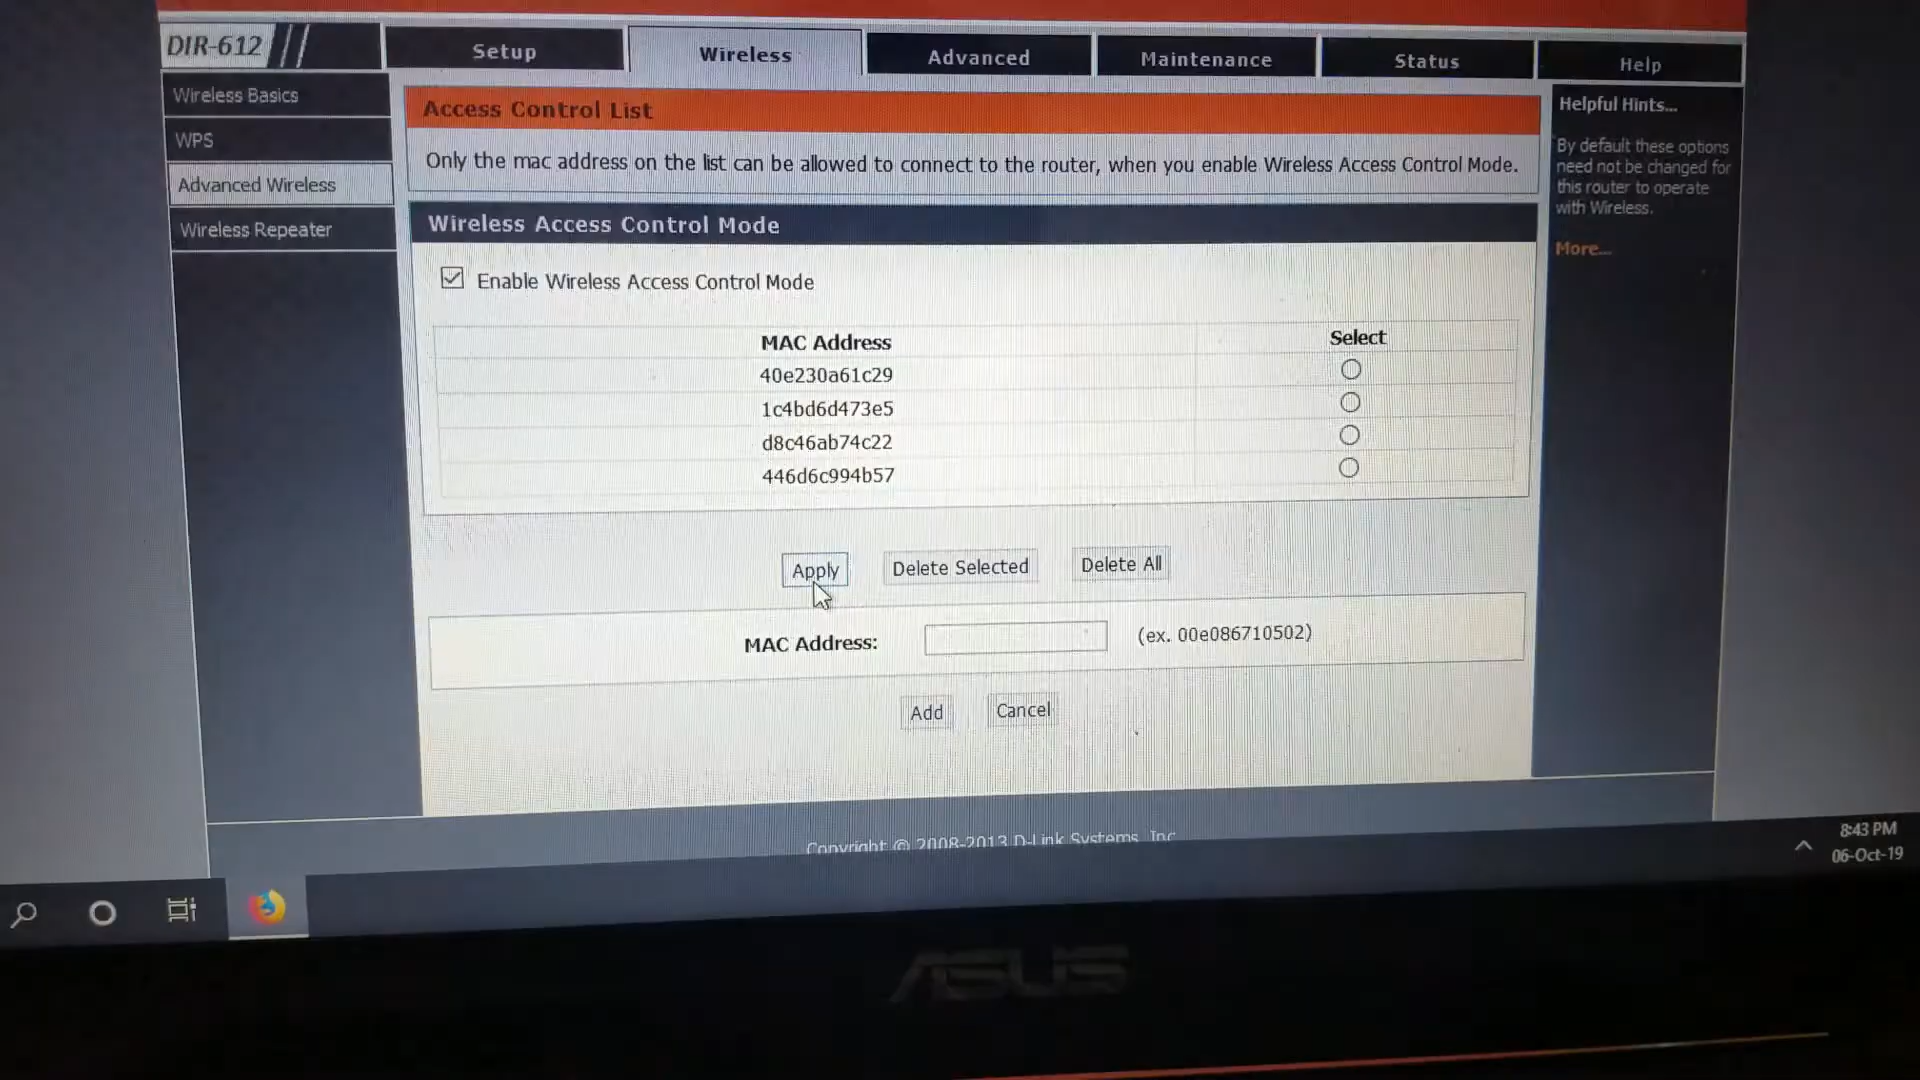 DIR-612
Setup
Wireless
Advanced
Maintenance
Status
Help
Wireless Basics
WPS
Advanced Wireless
Wireless Repeater
Access Control List
Only the mac address on the list can be allowed to connect to the router, when you enable Wireless Access Control Mode.
Wireless Access Control Mode
Enable Wireless Access Control Mode
MAC Address Select
40e230a61c29
1c4bd6d473e5
d8c46ab74c22
446d6c994b57
Apply Delete Selected Delete All
MAC Address: (ex. 00e086710502)
Add Cancel
Helpful Hints...
By default these options
need not be changed for
this router to operate
with Wireless.
More...
Copyright © 2008-2013 D-Link Systems, Inc.
8:43 PM
06-Oct-19
ASUS